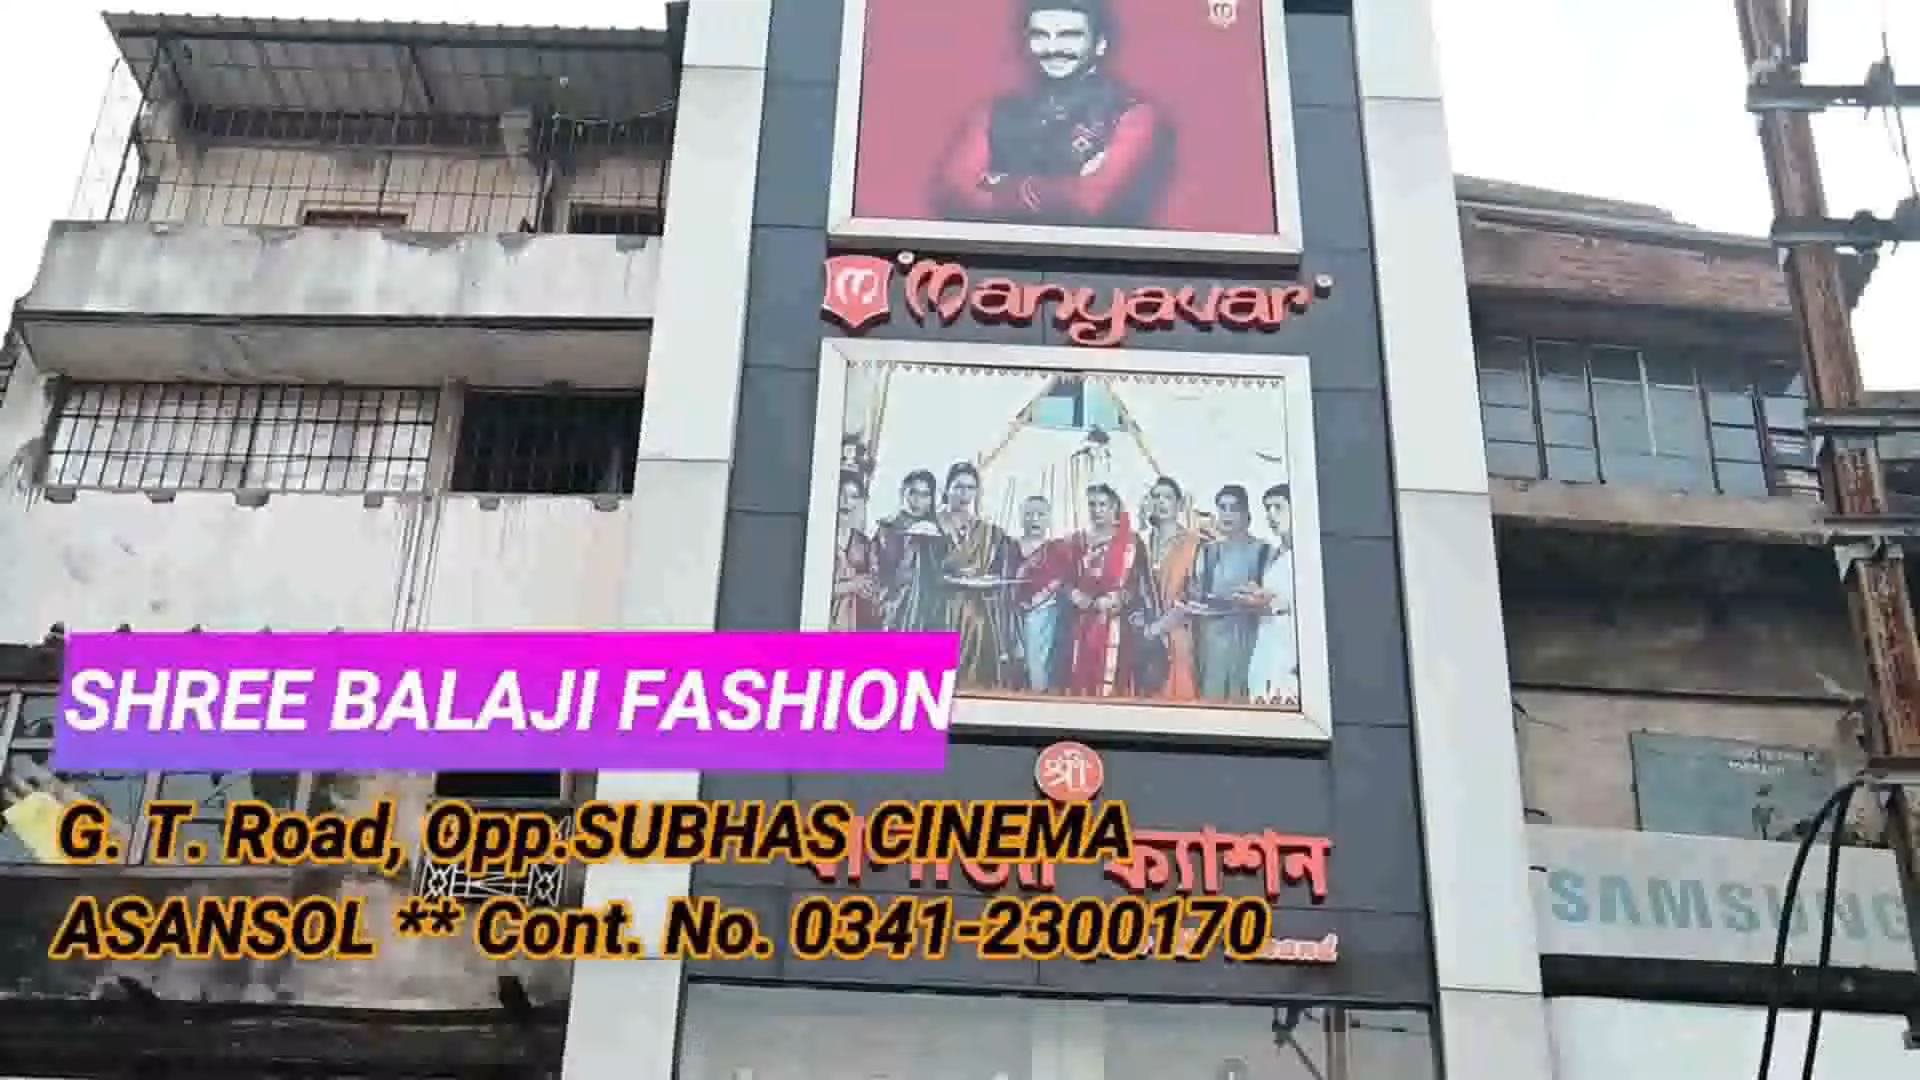 Manyavar
श्री
ফ্যাশন
SHREE BALAJI FASHION
G. T. Road, Opp.SUBHAS CINEMA
ASANSOL ** Cont. No. 0341-2300170
SAMSUNG